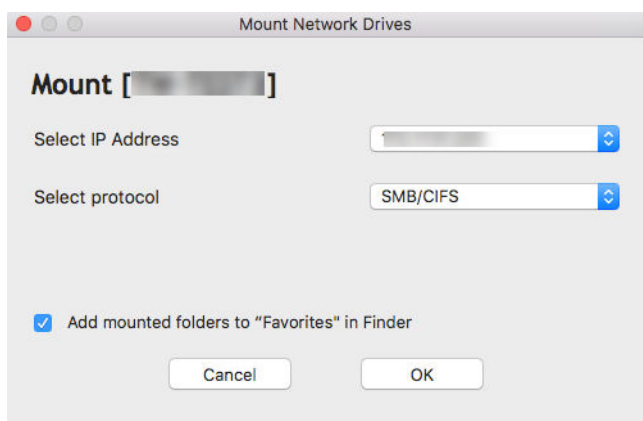 Mount Network Drives
Mount [ ]
Select IP Address
Select protocol SMB/CIFS
Add mounted folders to “Favorites" in Finder
Cancel OK